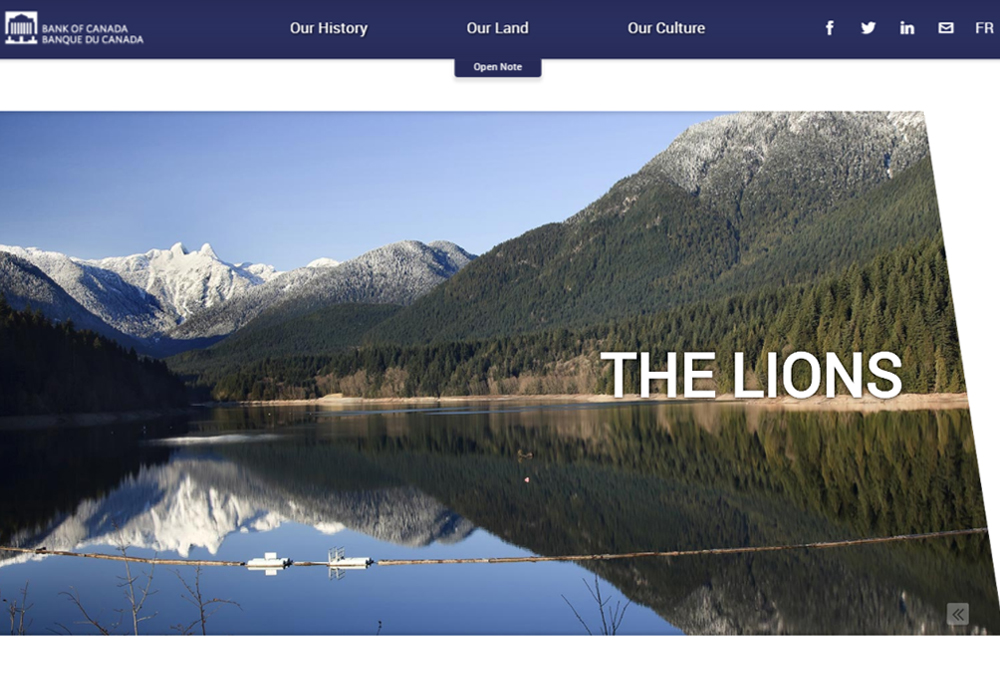 BANK OF CANADA
BANQUE DU CANADA
Our History
Our Land
Our Culture
FR
Open Note
THE LIONS